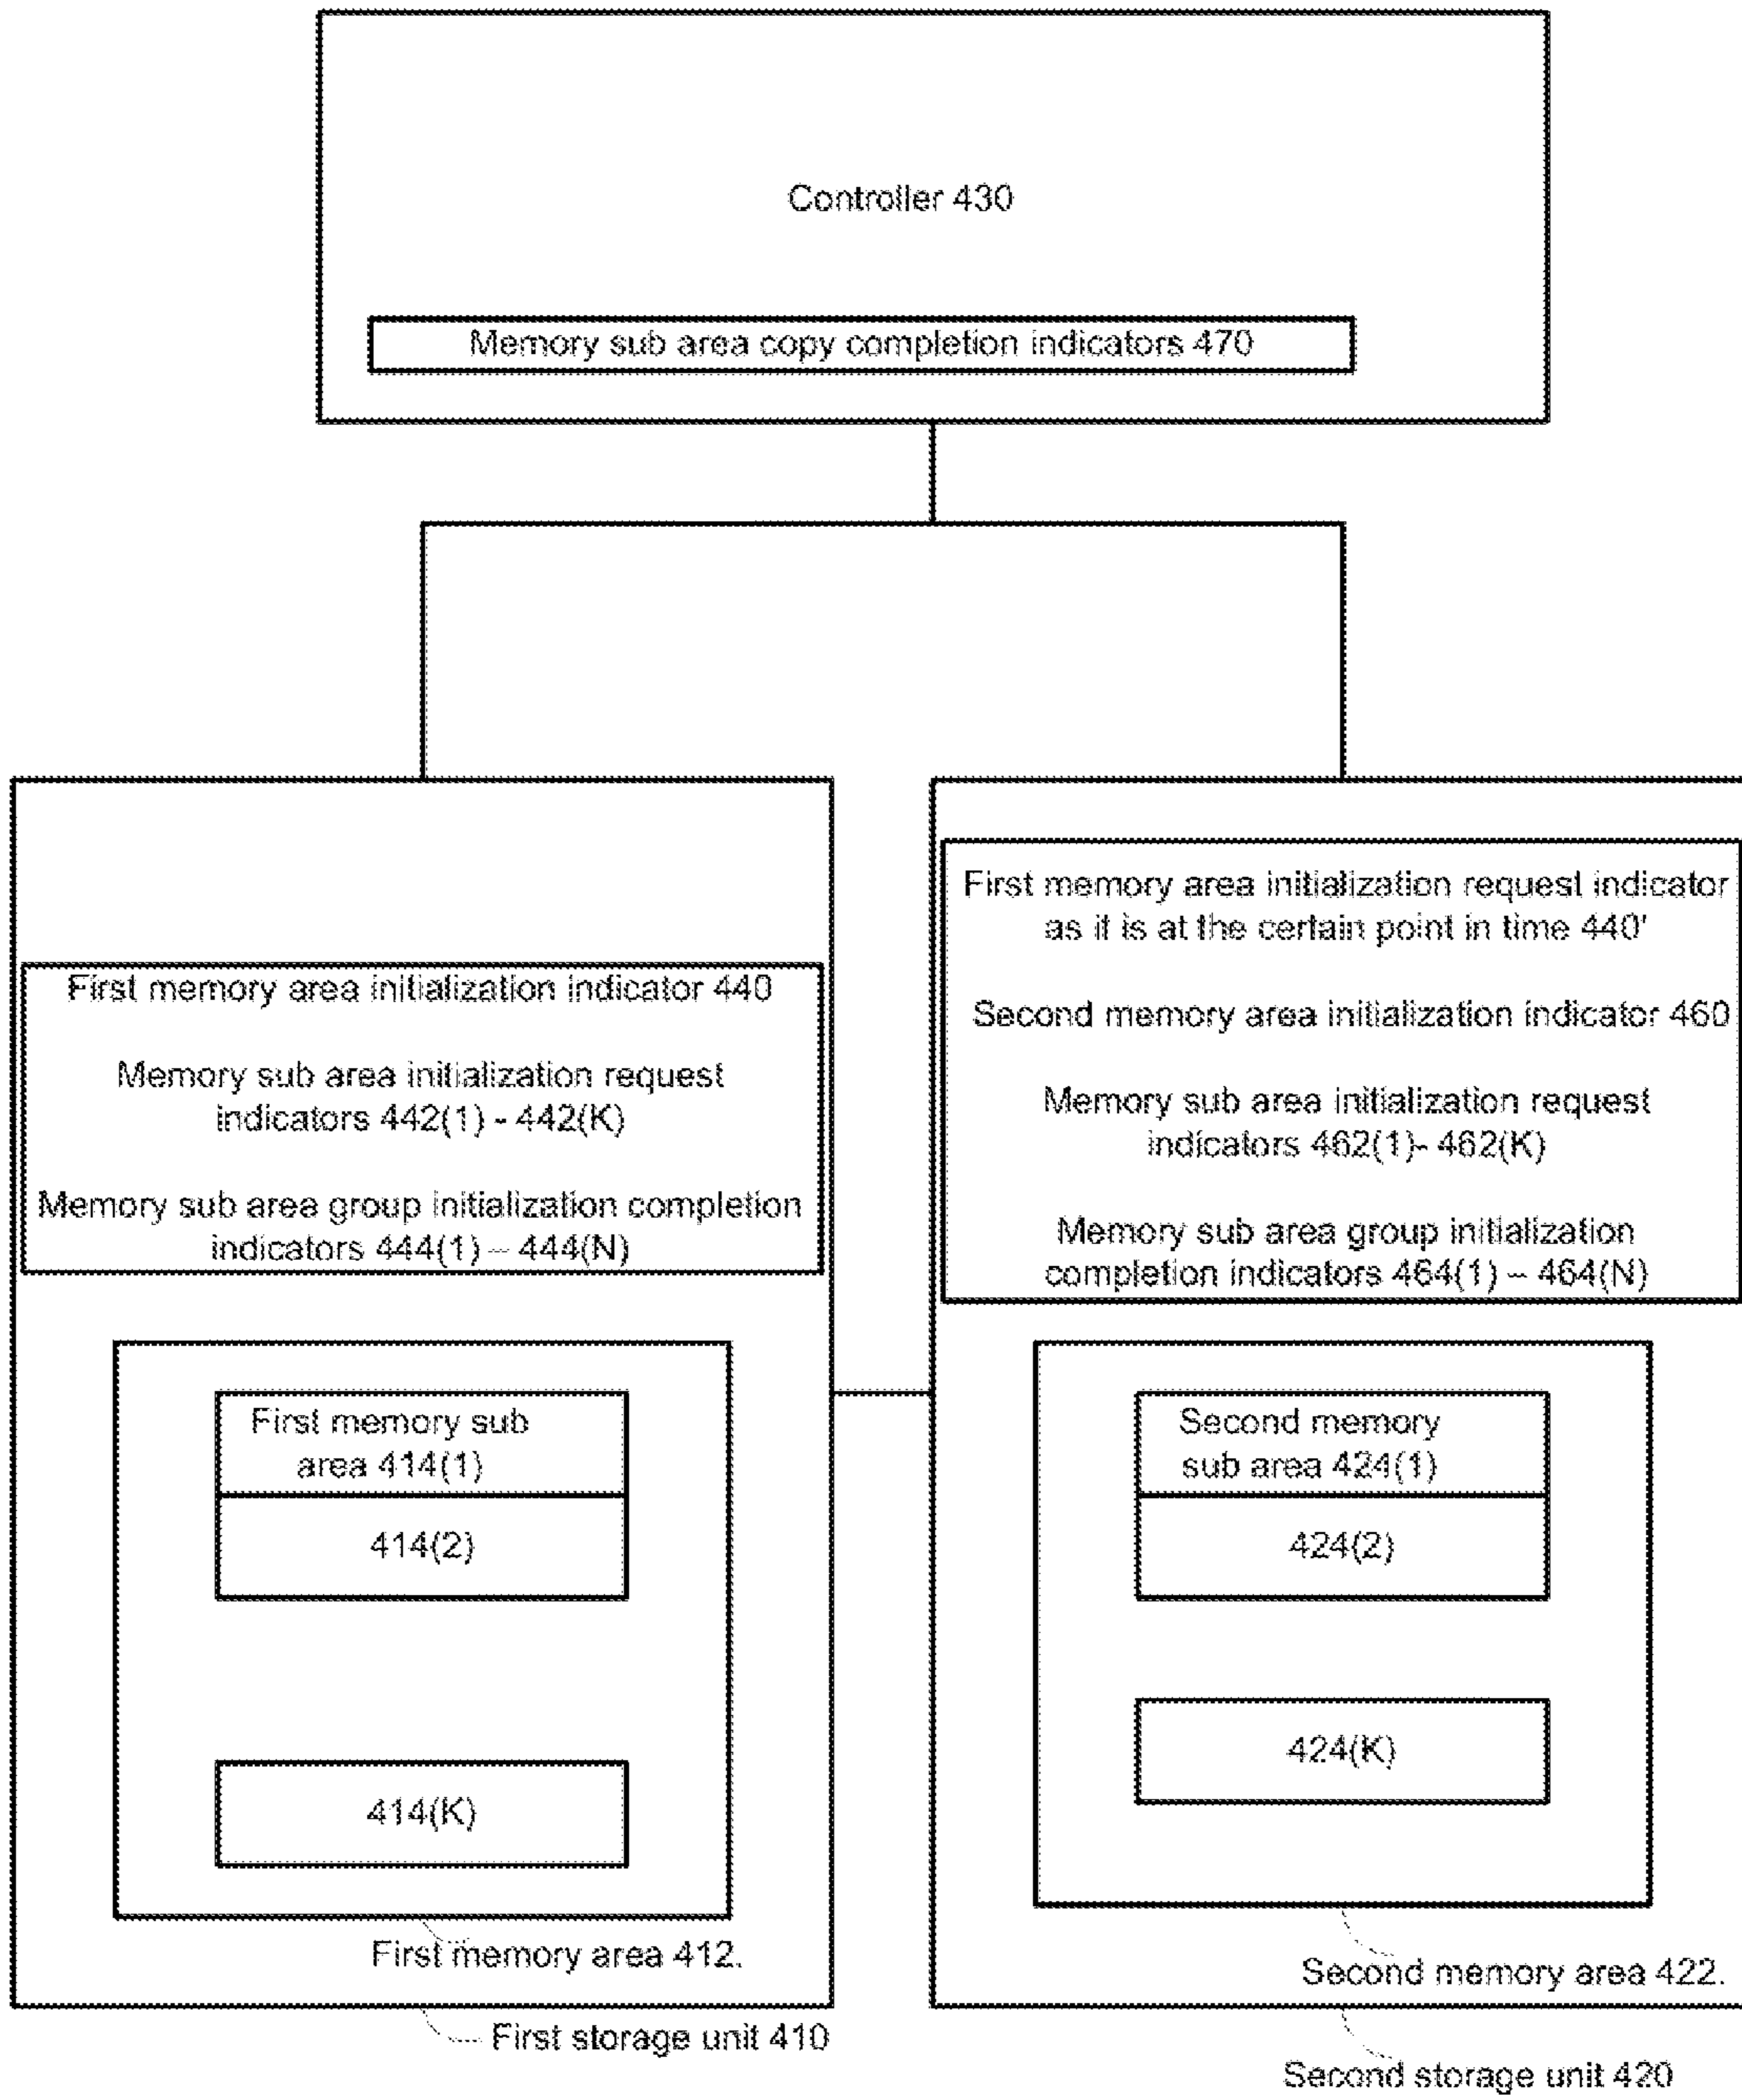 Controller 430
Memory sub area copy completion indicators 470
First memory area initialization indicator 440
Memory sub area initialization request
indicators 442(1) - 442(K)
Memory sub area group initialization completion
indicators 444(1) – 444(N)
First memory sub
area 414(1)
414(2)
414(K)
First memory area 412.
First storage unit 410
First memory area initialization request indicator
as it is at the certain point in time 440'
Second memory area initialization indicator 460
Memory sub area initialization request
indicators 462(1)- 462(K)
Memory sub area group initialization
completion indicators 464(1) – 464(N)
Second memory
sub area 424(1)
424(2)
424(K)
Second memory area 422.
Second storage unit 420